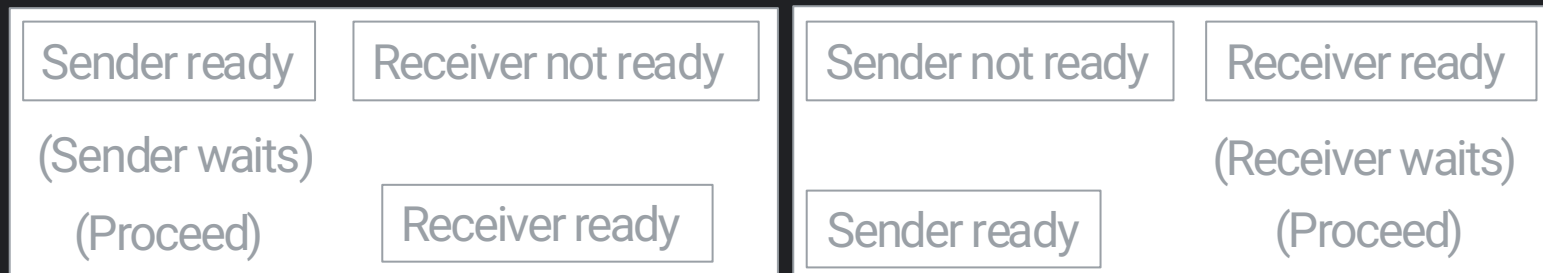 Sender ready
Receiver not ready
(Sender waits)
(Proceed)
Receiver ready
Sender not ready
Receiver ready
(Receiver waits)
Sender ready
(Proceed)